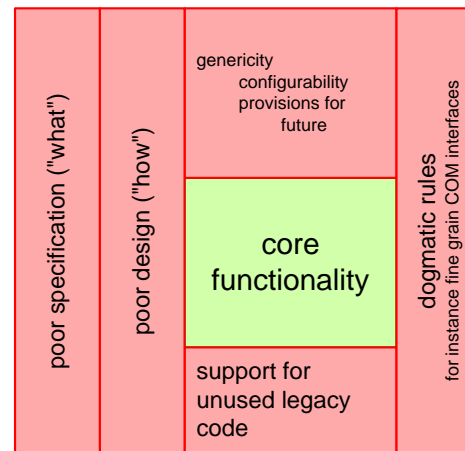 poor specification ("what")
poor design ("how")
genericity
configurability
provisions for
future
core
functionality
support for
unused legacy
code
dogmatic rules
for instance fine grain COM interfaces